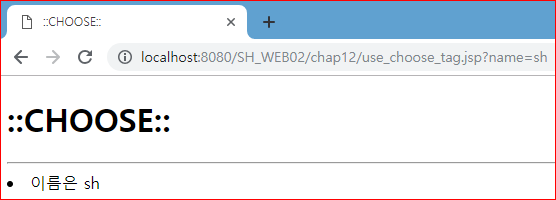 ::CHOOSE::
localhost:8080/SH_WEB02/chap12/use_choose_tag.jsp?name=sh
::CHOOSE::
이름은 sh